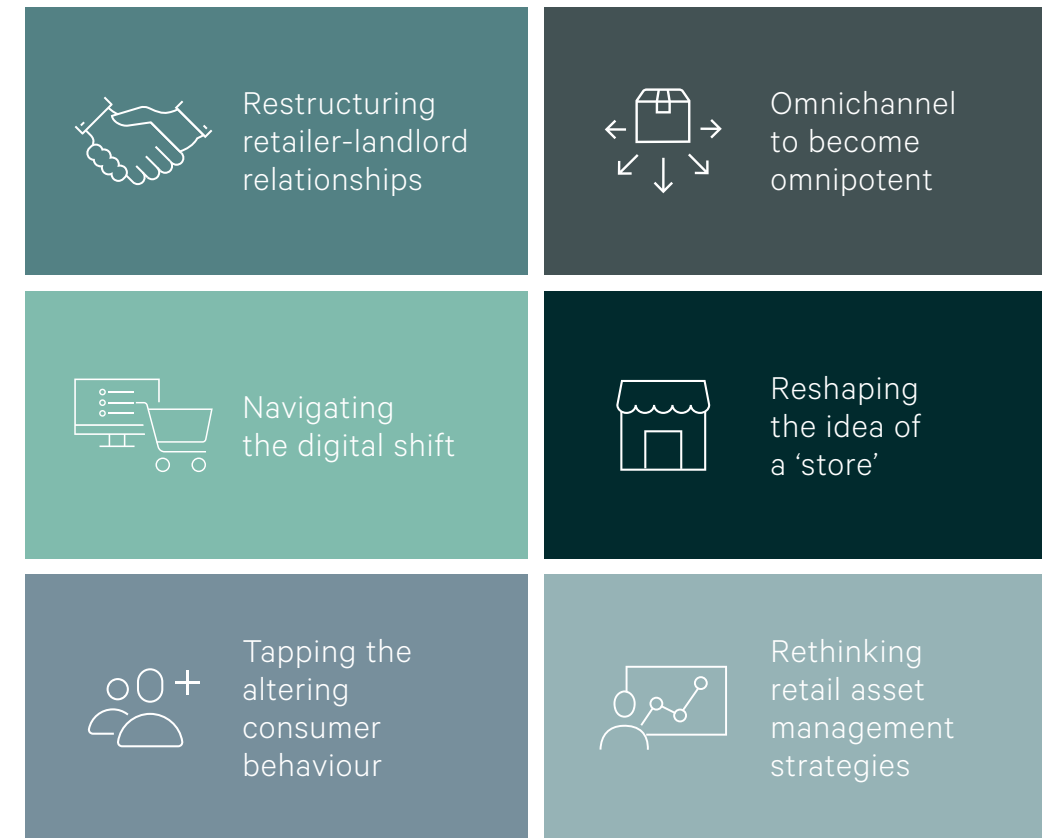 Restructuring
retailer-landlord
relationships
Omnichannel
to become
omnipotent
Navigating
the digital shift
Reshaping
the idea of
a ‘store’
Tapping the
altering
consumer
behaviour
Rethinking
retail asset
management
strategies